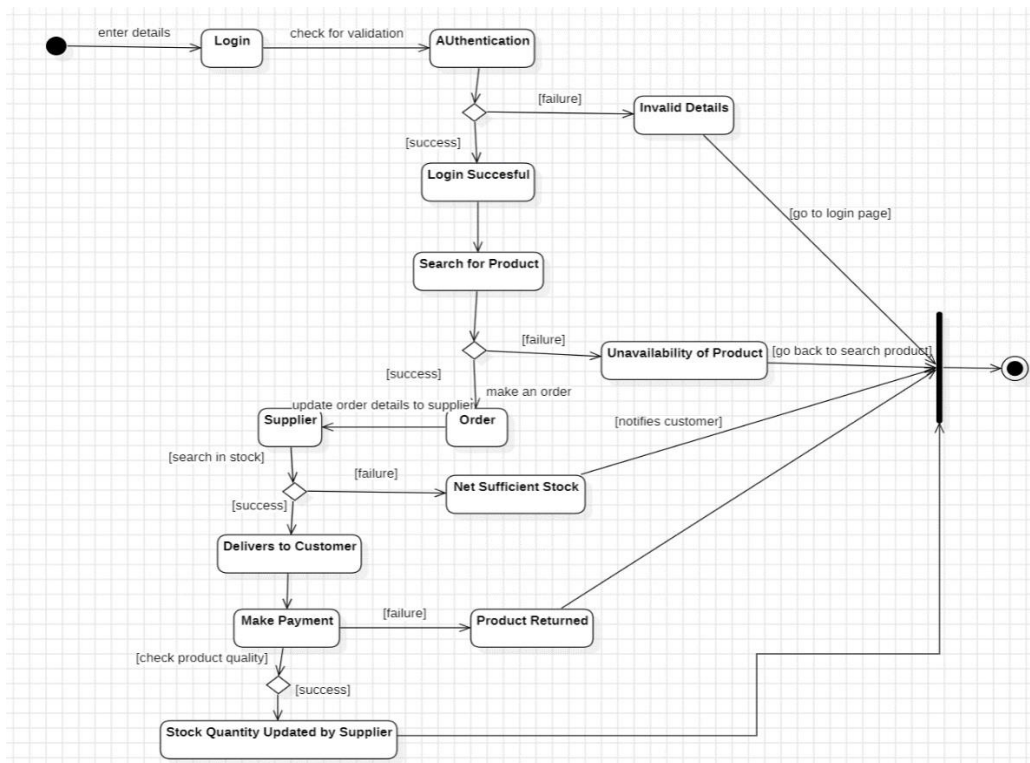 enter details
Login
check for validation
AUthentication
[failure]
Invalid Details
[success]
Login Succesful
[go to login page]
Search for Product
[failure]
Unavailability of Product
[go back to search product]
[success]
make an order
update order details to supplier
Supplier
Order
[notifies customer]
[search in stock]
[failure]
Net Sufficient Stock
[success]
Delivers to Customer
Make Payment
[failure]
Product Returned
[check product quality]
[success]
Stock Quantity Updated by Supplier